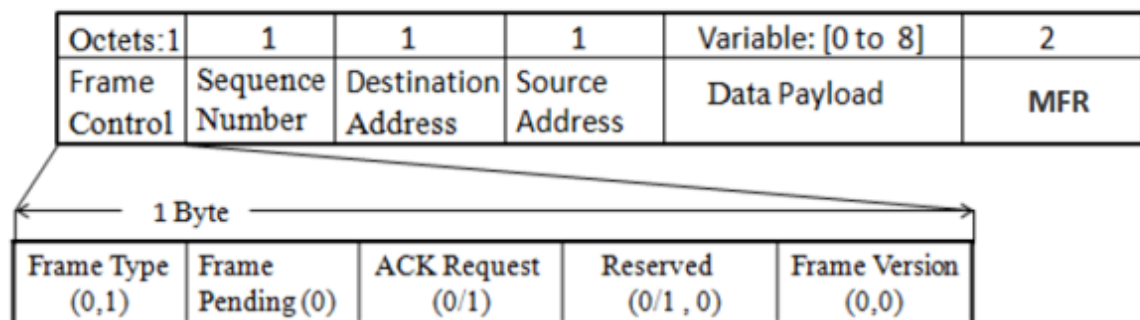 Octets:1 1 1 1 Variable: [0 to 8] 2
Frame Sequence Destination Source Data Payload MFR
Control Number Address Address
1 Byte
Frame Type Frame ACK Request Reserved Frame Version
(0,1) Pending (0) (0/1) (0/1 , 0) (0,0)